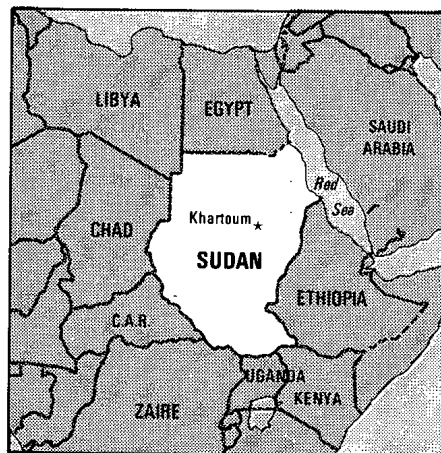 LIBYA
EGYPT
SAUDI
ARABIA
Red
Sea
Khartoum
CHAD
SUDAN
ETHIOPIA
C.A.R.
UGANDA
KENYA
ZAIRE